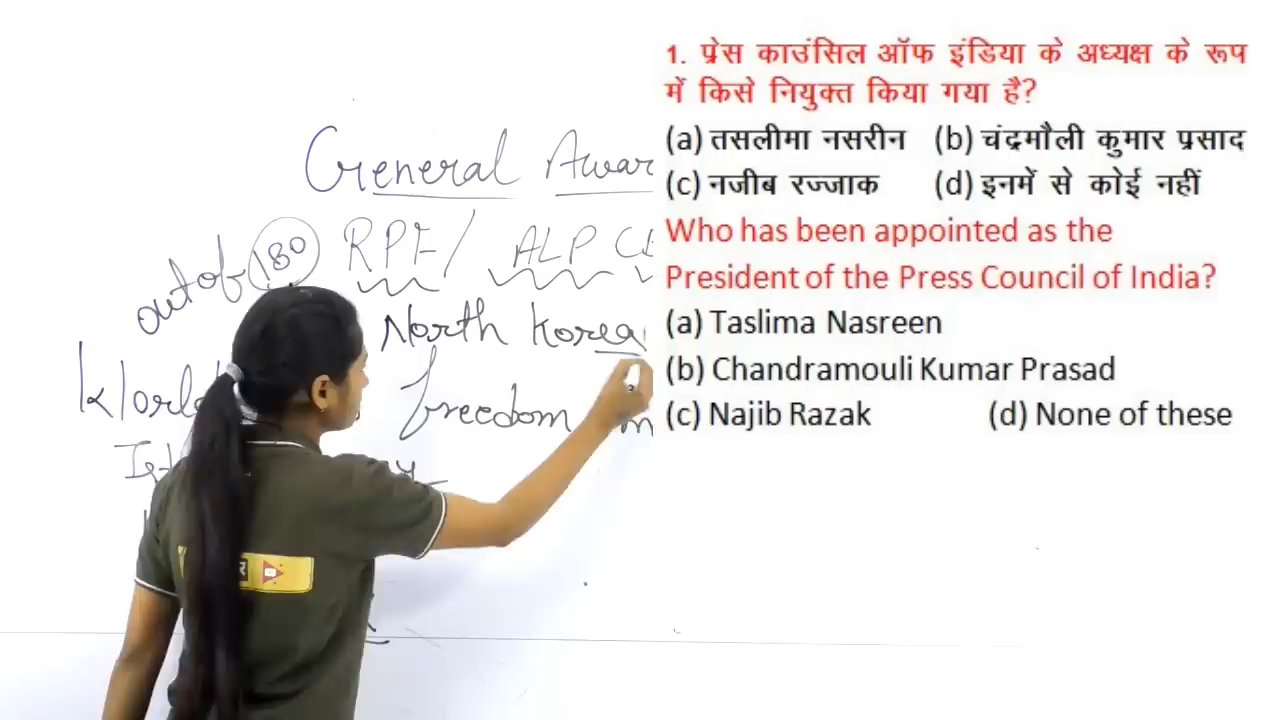 General Awar
out of 180 RPF/ ALP
North Korea
freedom
1. प्रेस काउंसिल ऑफ इंडिया के अध्यक्ष के रूप
में किसे नियुक्त किया गया है?
(a) तसलीमा नसरीन (b) चंद्रमौली कुमार प्रसाद
(c) नजीब रज्जाक (d) इनमें से कोई नहीं
Who has been appointed as the
President of the Press Council of India?
(a) Taslima Nasreen
(b) Chandramouli Kumar Prasad
(c) Najib Razak (d) None of these